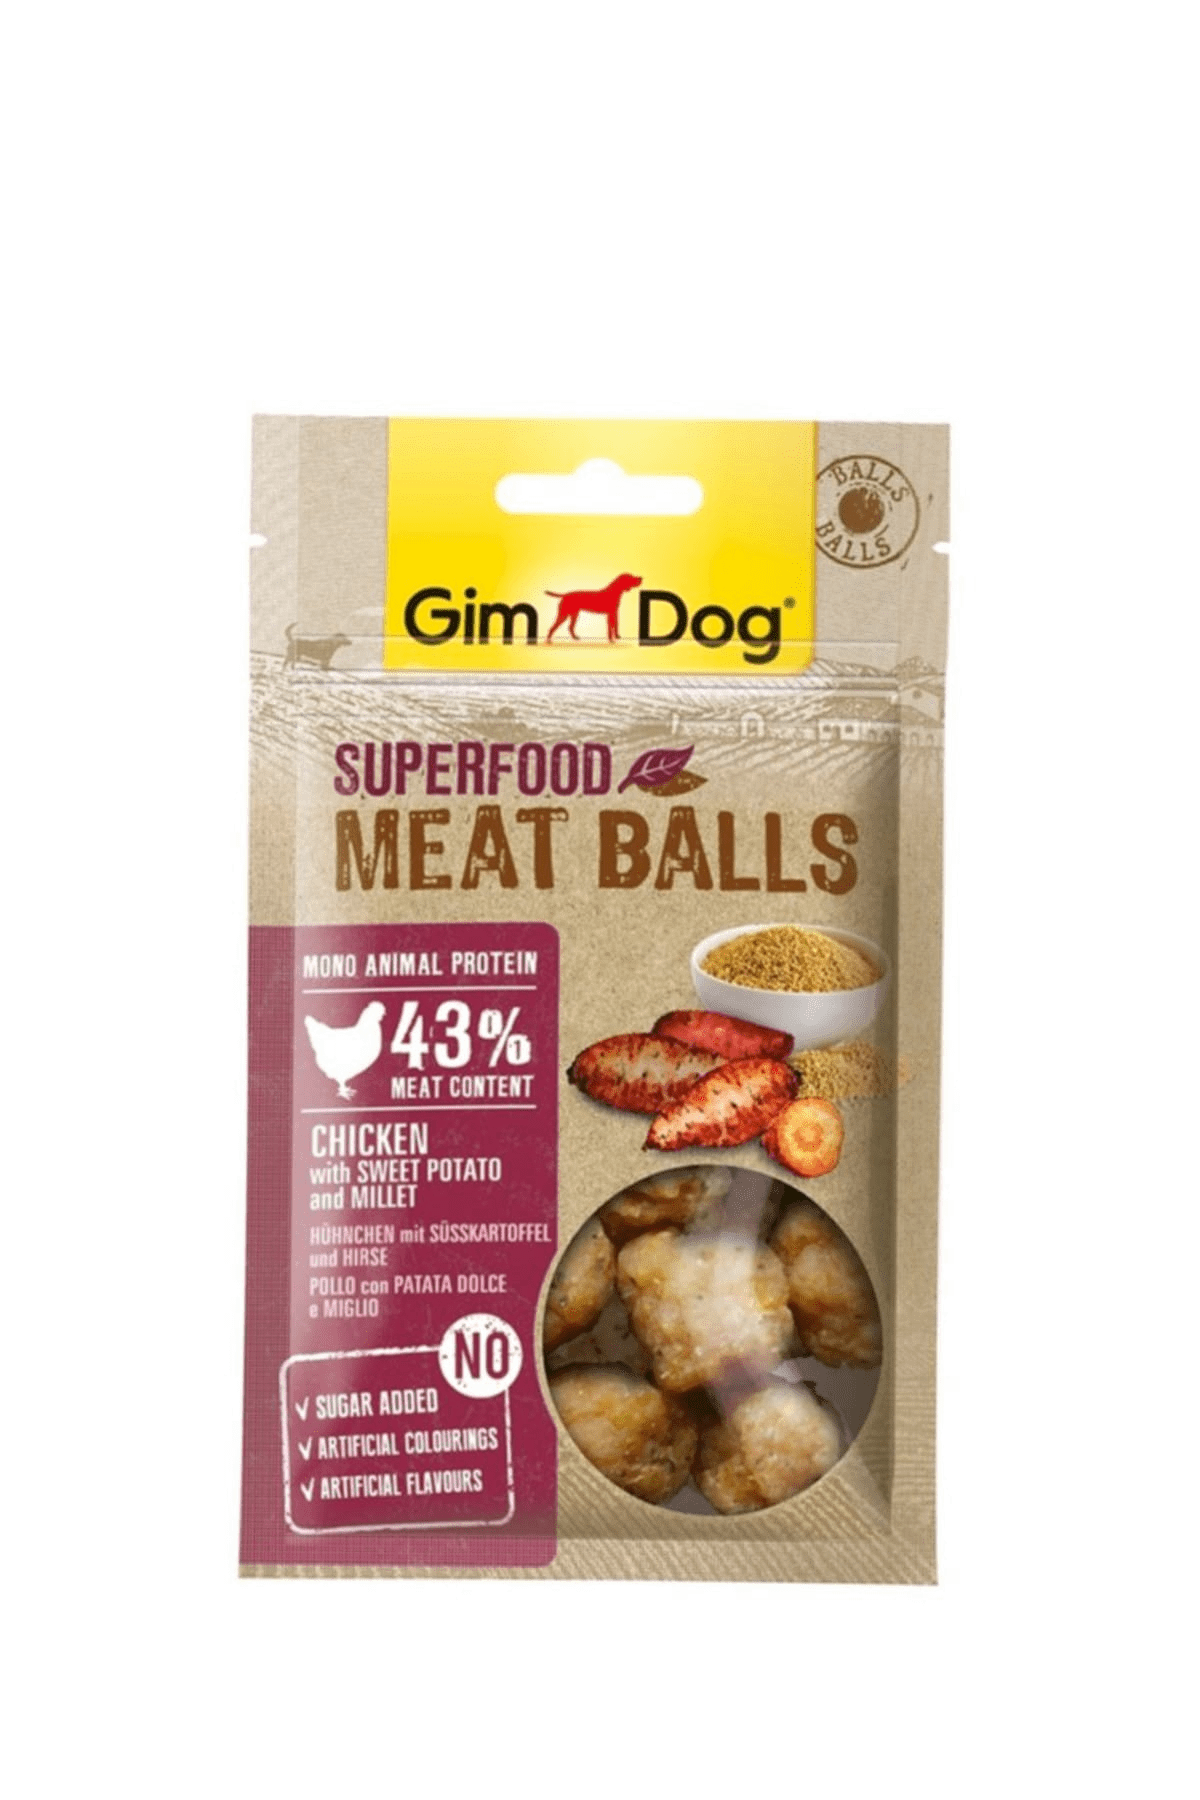 BALLS
BALLS
GimDog®
SUPERFOOD
MEAT BALLS
MONO ANIMAL PROTEIN
43%
MEAT CONTENT
CHICKEN
with SWEET POTATO
and MILLET
HÜHNCHEN mit SÜSSKARTOFFEL
und HIRSE
POLLO con PATATA DOLCE
e MIGLIO
NO
✓ SUGAR ADDED
✓ ARTIFICIAL COLOURINGS
✓ ARTIFICIAL FLAVOURS